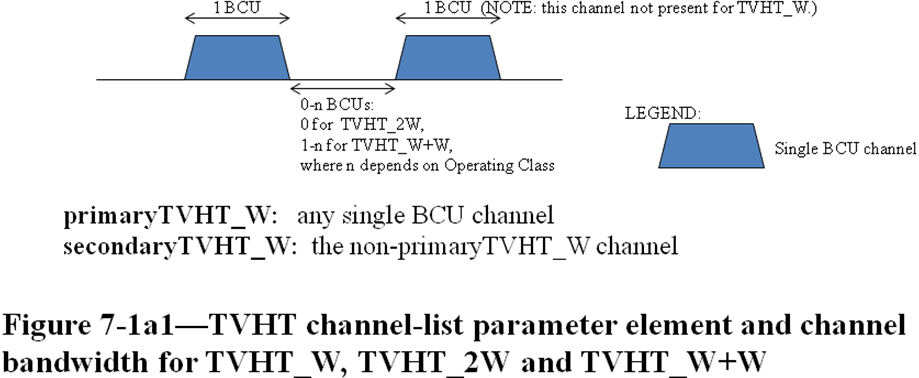 1 BCU
1 BCU (NOTE: this channel not present for TVHT_W.)
0-n BCUs:
0 for TVHT_2W,
1-n for TVHT_W+W,
where n depends on Operating Class
LEGEND:
Single BCU channel
primaryTVHT_W: any single BCU channel
secondaryTVHT_W: the non-primaryTVHT_W channel
Figure 7-1a1—TVHT channel-list parameter element and channel
bandwidth for TVHT_W, TVHT_2W and TVHT_W+W